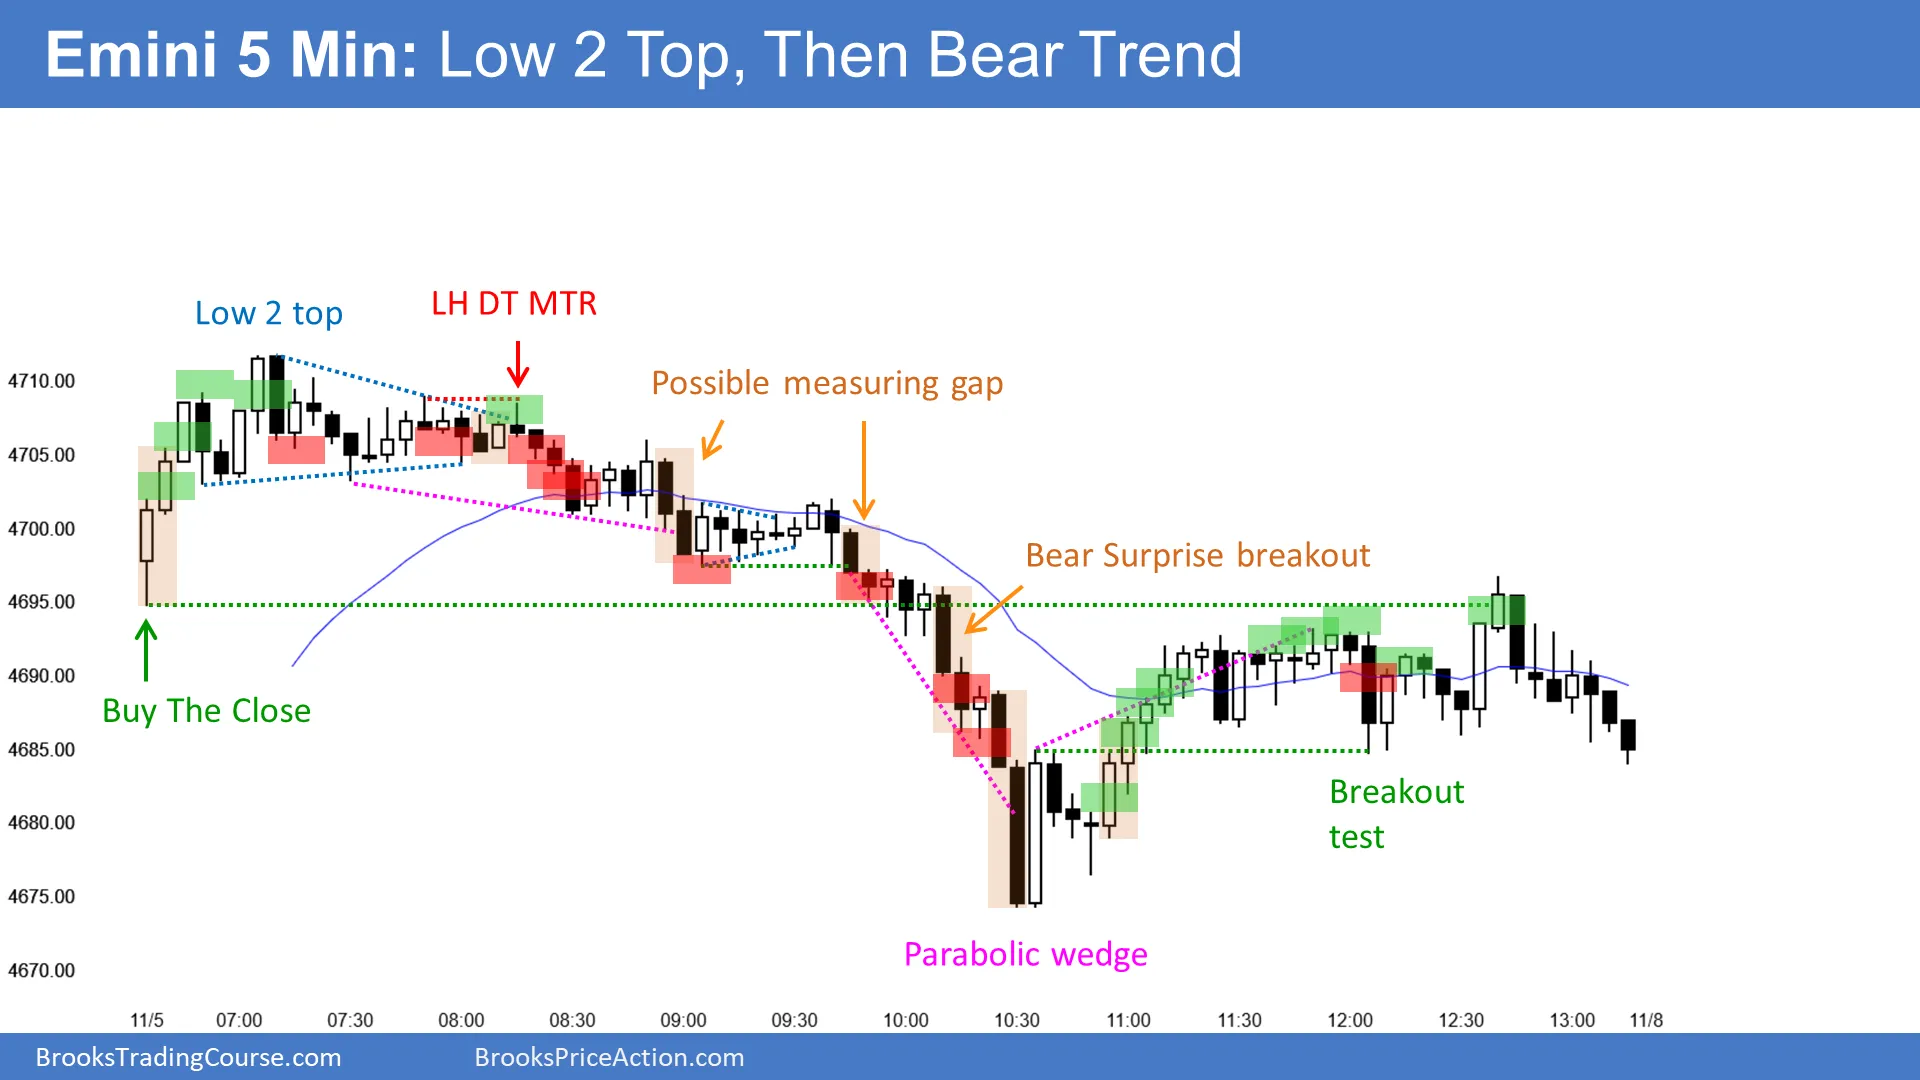 Emini 5 Min: Low 2 Top, Then Bear Trend
Low 2 top
LH DT MTR
Possible measuring gap
Bear Surprise breakout
Buy The Close
Breakout
test
Parabolic wedge
4710.00
4705.00
4700.00
4695.00
4690.00
4685.00
4680.00
4675.00
4670.00
11/5 07:00 07:30 08:00 08:30 09:00 09:30 10:00 10:30 11:00 11:30 12:00 12:30 13:00 11/8
BrooksTradingCourse.com BrooksPriceAction.com